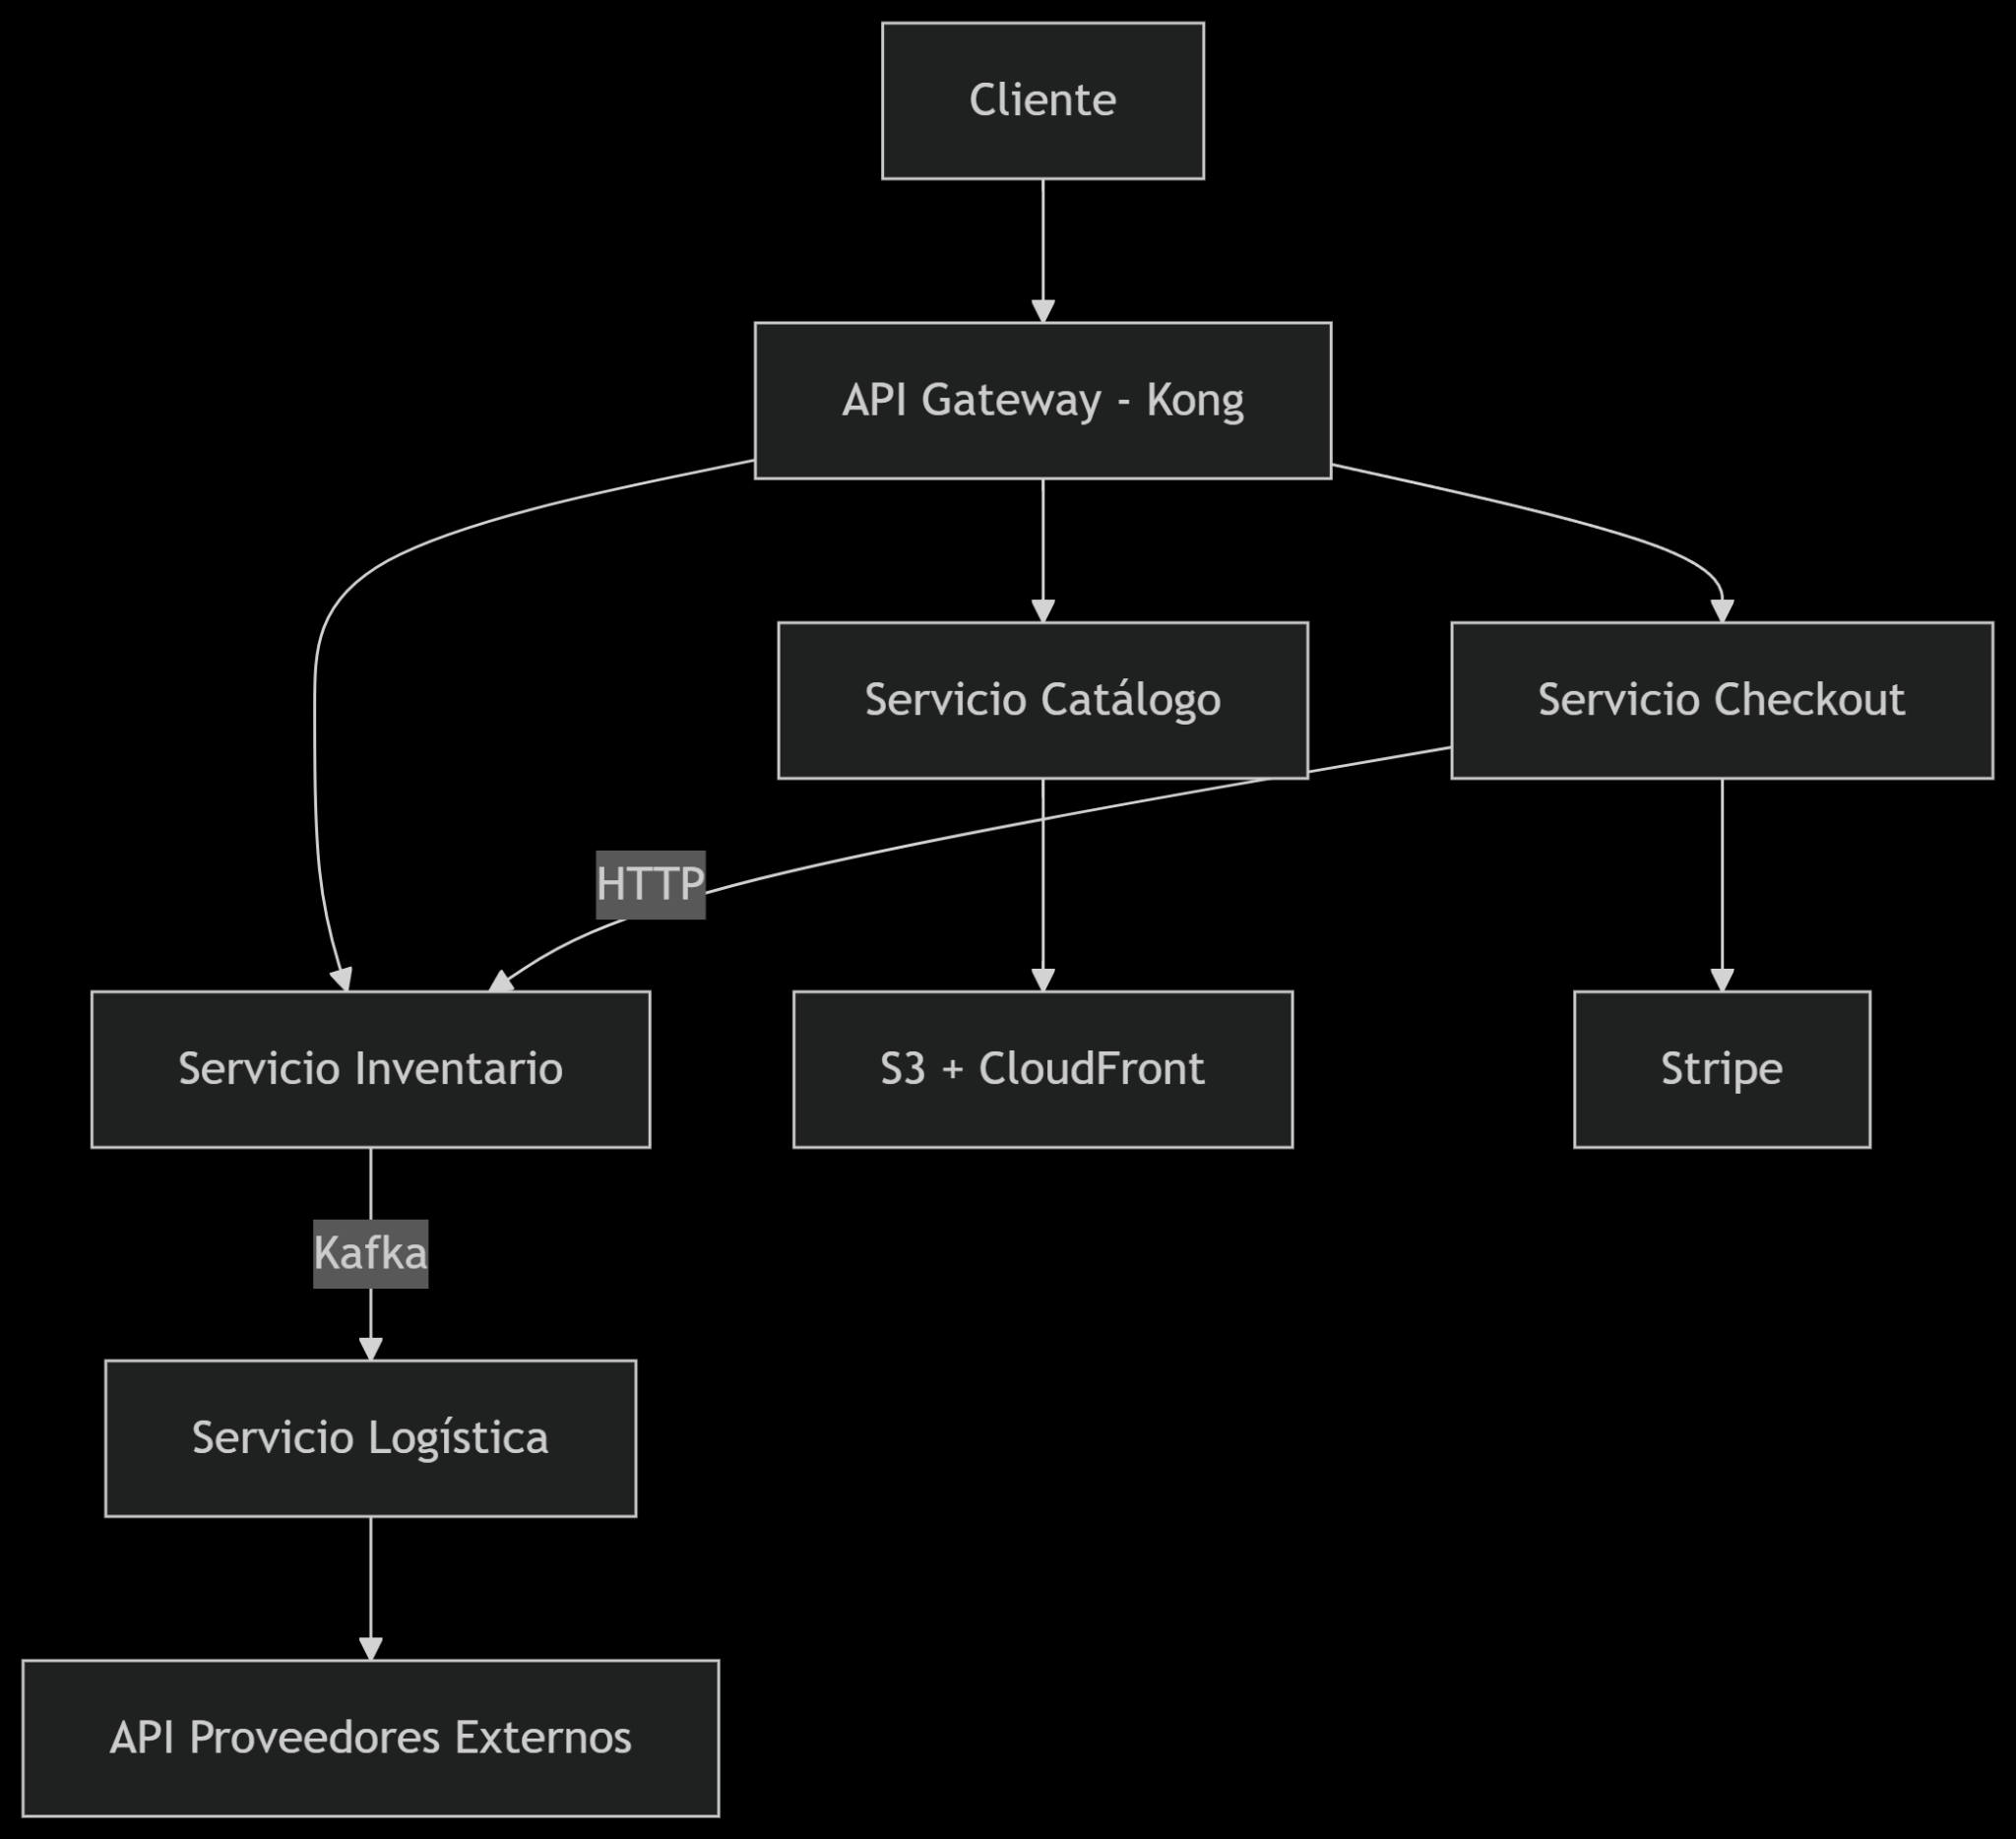 Cliente
API Gateway - Kong
Servicio Catálogo
Servicio Checkout
HTTP
Servicio Inventario
S3 + CloudFront
Stripe
Kafka
Servicio Logística
API Proveedores Externos